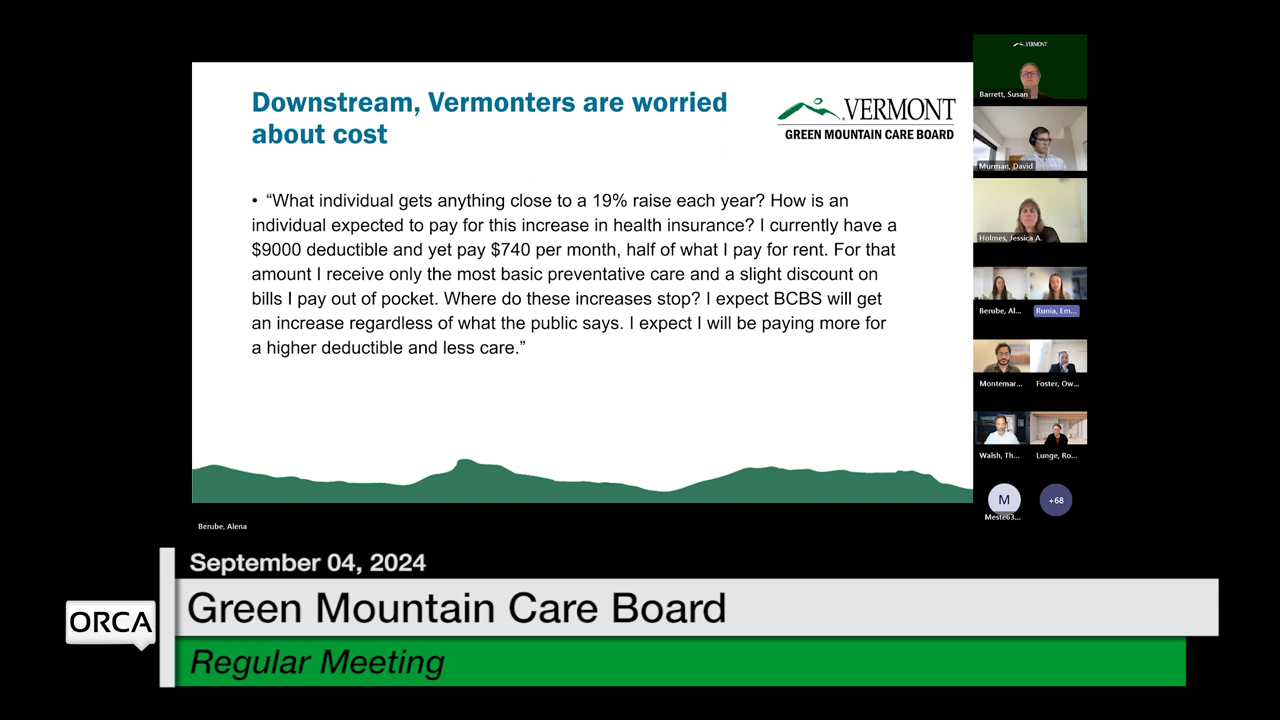 Downstream, Vermonters are worried
about cost
VERMONT
GREEN MOUNTAIN CARE BOARD
• “What individual gets anything close to a 19% raise each year? How is an
individual expected to pay for this increase in health insurance? I currently have a
$9000 deductible and yet pay $740 per month, half of what I pay for rent. For that
amount I receive only the most basic preventative care and a slight discount on
bills I pay out of pocket. Where do these increases stop? I expect BCBS will get
an increase regardless of what the public says. I expect I will be paying more for
a higher deductible and less care.”
VERMONT
Barrett, Susan
Murman, David
Holmes, Jessica A.
Berube, Al...
Runia, Em...
Montemar...
Foster, Ow...
Walsh, Th...
Lunge, Ro...
M
+68
Meste63...
Berube, Alena
September 04, 2024
ORCA
Green Mountain Care Board
Regular Meeting